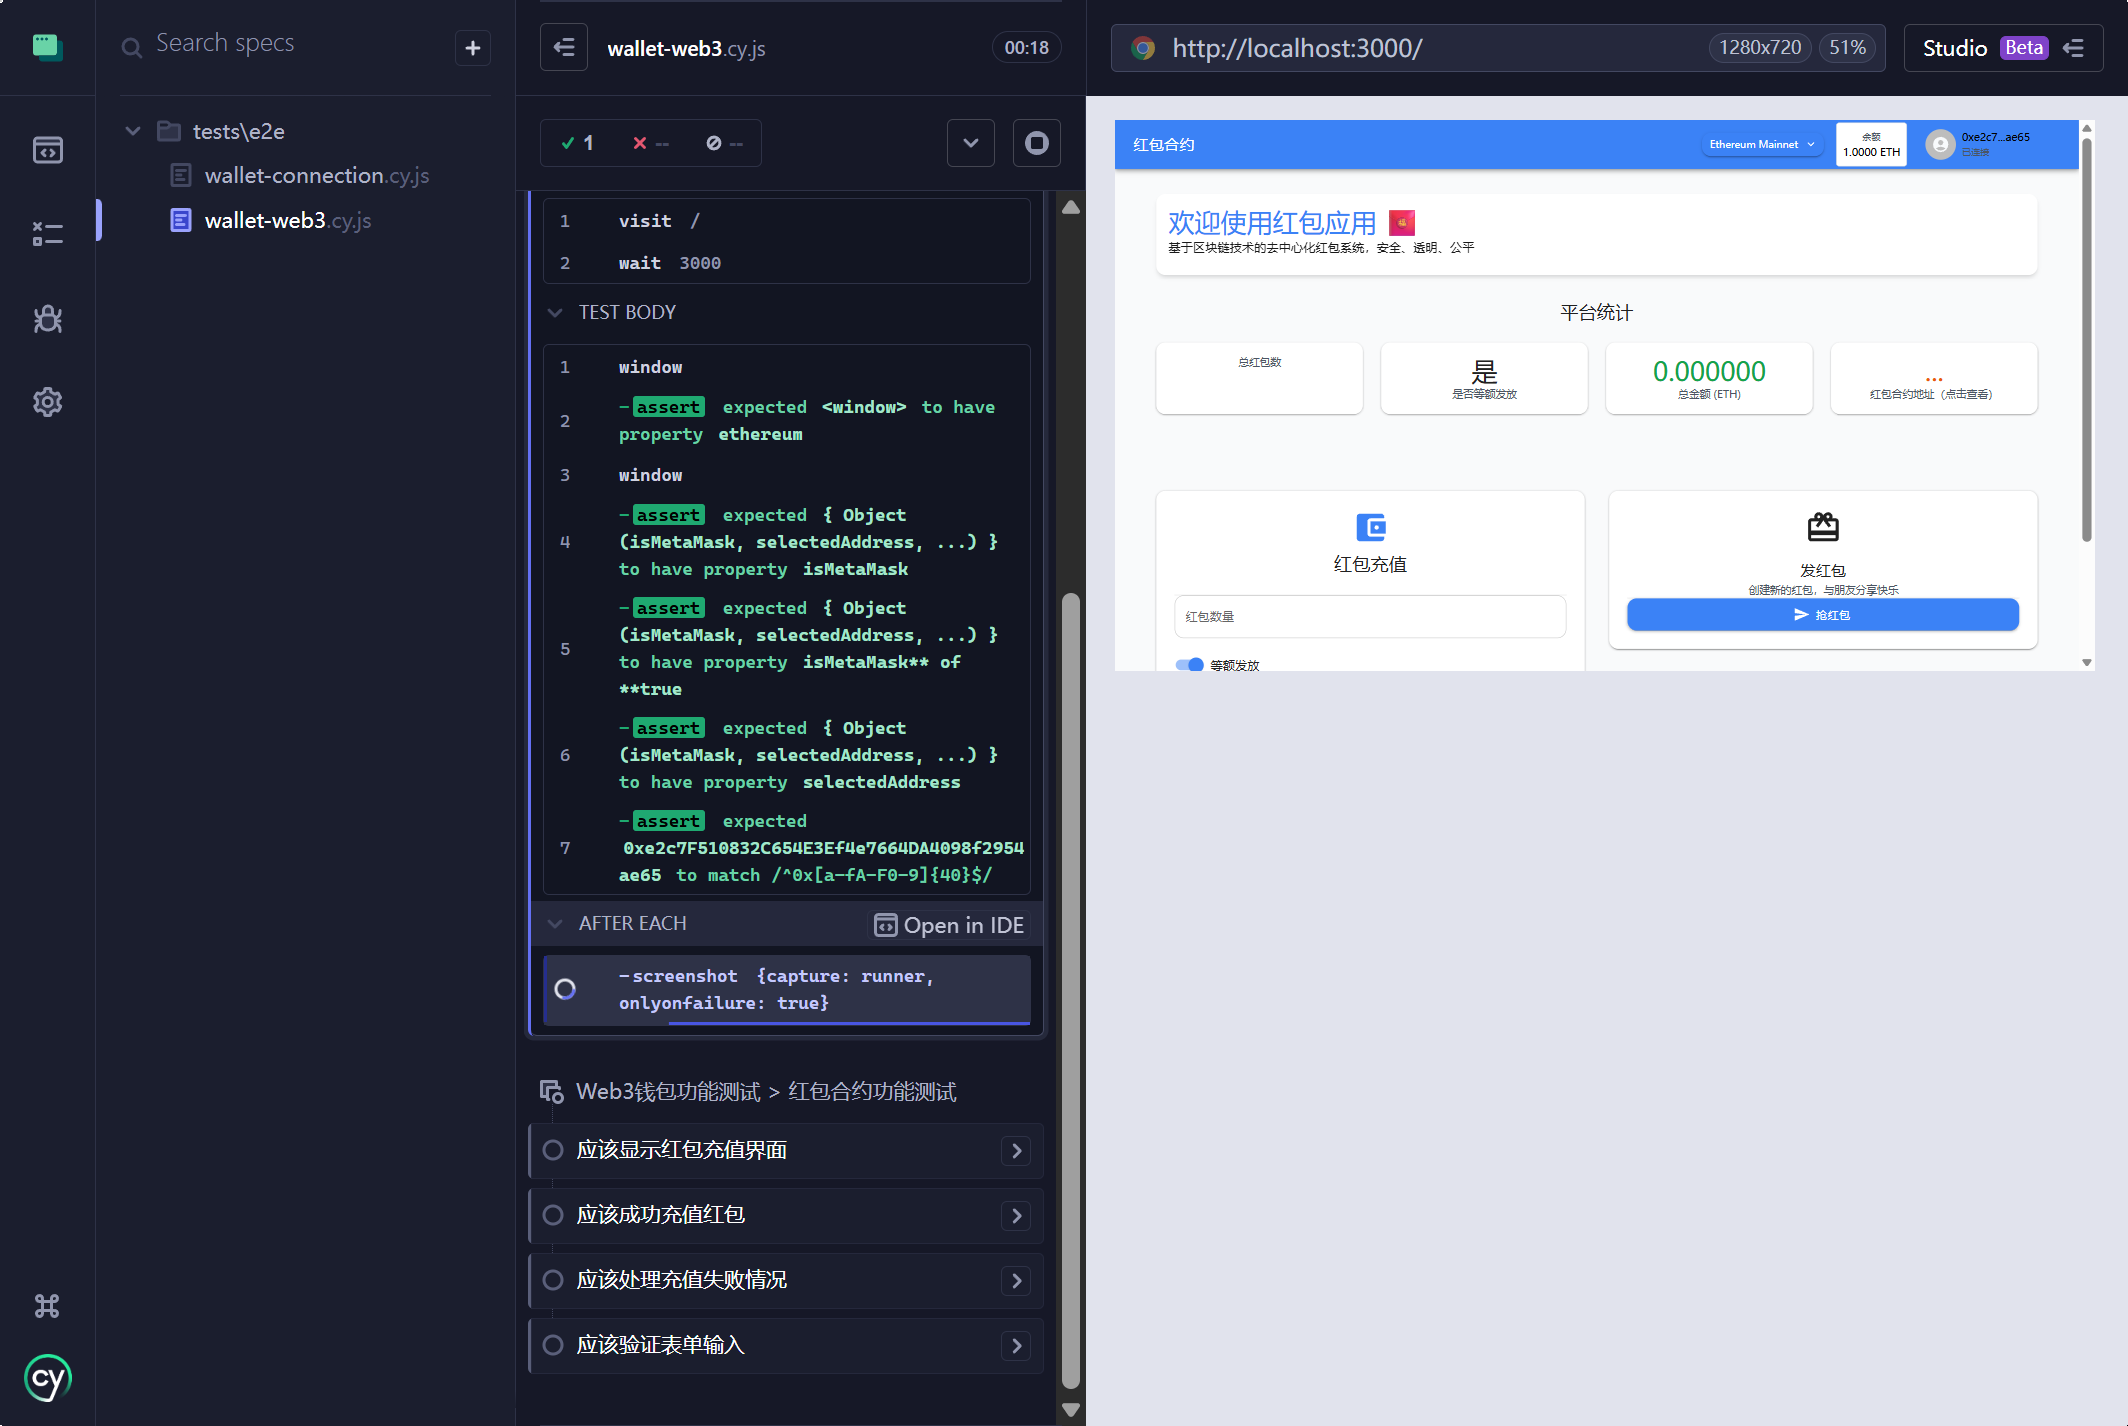 Search specs
tests\e2e
wallet-connection.cy.js
wallet-web3.cy.js
cy
wallet-web3.cy.js
00:18
1
--
--
1 visit /
2 wait 3000
TEST BODY
1 window
2 -assert expected <window> to have
property ethereum
3 window
4 -assert expected { Object
(isMetaMask, selectedAddress, ...) }
to have property isMetaMask
5 -assert expected { Object
(isMetaMask, selectedAddress, ...) }
to have property isMetaMask** of
**true
6 -assert expected { Object
(isMetaMask, selectedAddress, ...) }
to have property selectedAddress
7 -assert expected
0xe2c7F510832C654E3Ef4e7664DA4098f2954
ae65 to match /^0x[a-fA-F0-9]{40}$/
AFTER EACH
Open in IDE
-screenshot {capture: runner,
onlyonfailure: true}
Web3钱包功能测试 > 红包合约功能测试
应该显示红包充值界面
应该成功充值红包
应该处理充值失败情况
应该验证表单输入
http://localhost:3000/
1280x720
51%
Studio Beta
红包合约
Ethereum Mainnet
余额
1.0000 ETH
0xe2c7...ae65
已连接
欢迎使用红包应用
基于区块链技术的去中心化红包系统，安全、透明、公平
平台统计
总红包数
是
是否等额发放
0.000000
总金额 (ETH)
...
红包合约地址（点击查看）
红包充值
红包数量
等额发放
发红包
创建新的红包，与朋友分享快乐
抢红包